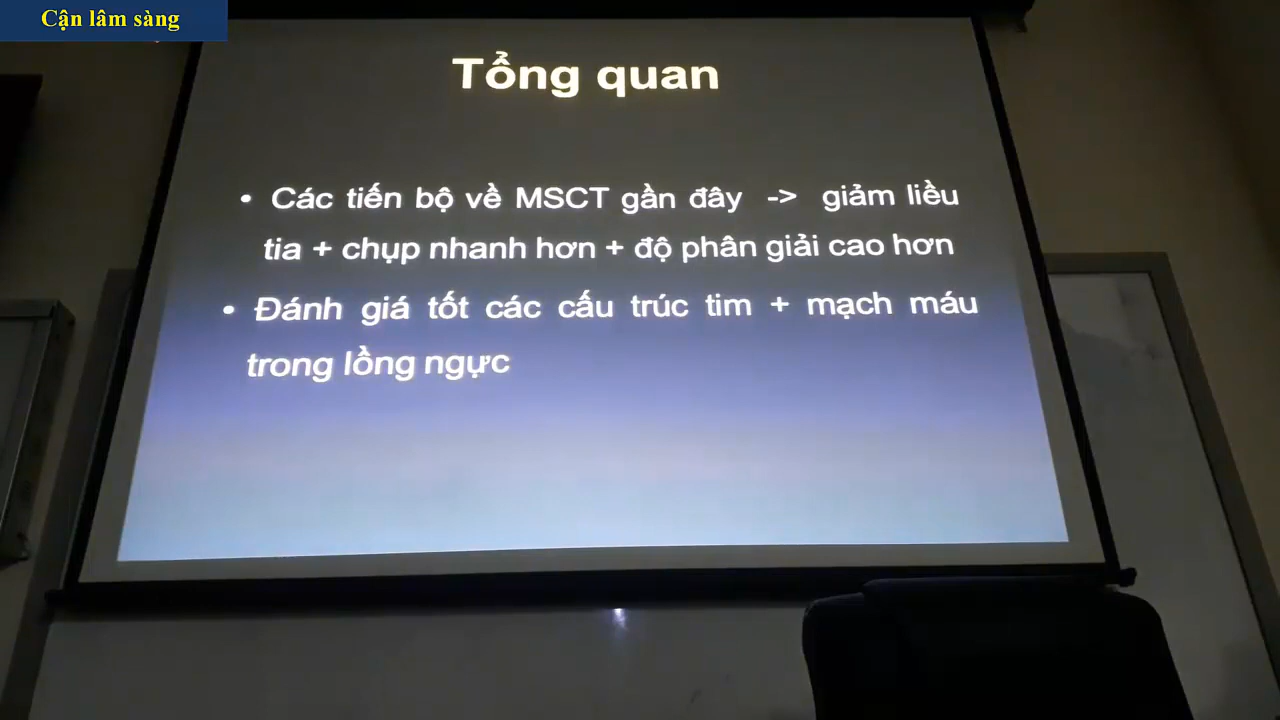 Cận lâm sàng
Tổng quan
• Các tiến bộ về MSCT gần đây -> giảm liều
tia + chụp nhanh hơn + độ phân giải cao hơn
• Đánh giá tốt các cấu trúc tim + mạch máu
trong lồng ngực